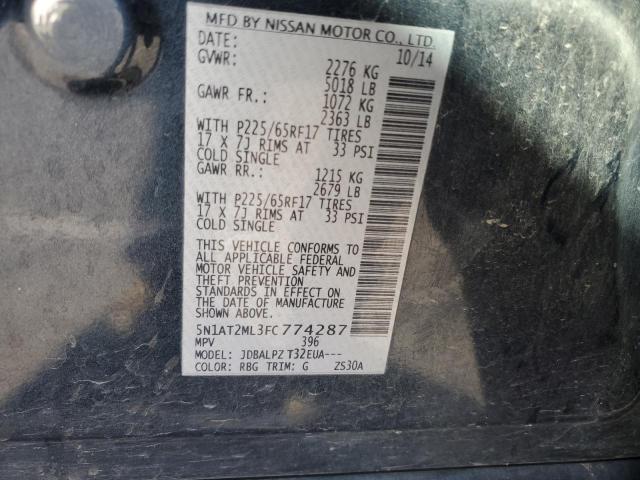 MFD BY NISSAN MOTOR CO., LTD.
DATE: 10/14
GVWR: 2276 KG
5018 LB
GAWR FR.: 1072 KG
2363 LB
WITH P225/65RF17 TIRES
17 X 7J RIMS AT 33 PSI
COLD SINGLE
GAWR RR.: 1215 KG
2679 LB
WITH P225/65RF17 TIRES
17 X 7J RIMS AT 33 PSI
COLD SINGLE
THIS VEHICLE CONFORMS TO
ALL APPLICABLE FEDERAL
MOTOR VEHICLE SAFETY AND
THEFT PREVENTION
STANDARDS IN EFFECT ON
THE DATE OF MANUFACTURE
SHOWN ABOVE.
5N1AT2ML3FC774287
MPV 396
MODEL: JDBALPZ T32EUA---
COLOR: RBG TRIM: G ZS30A